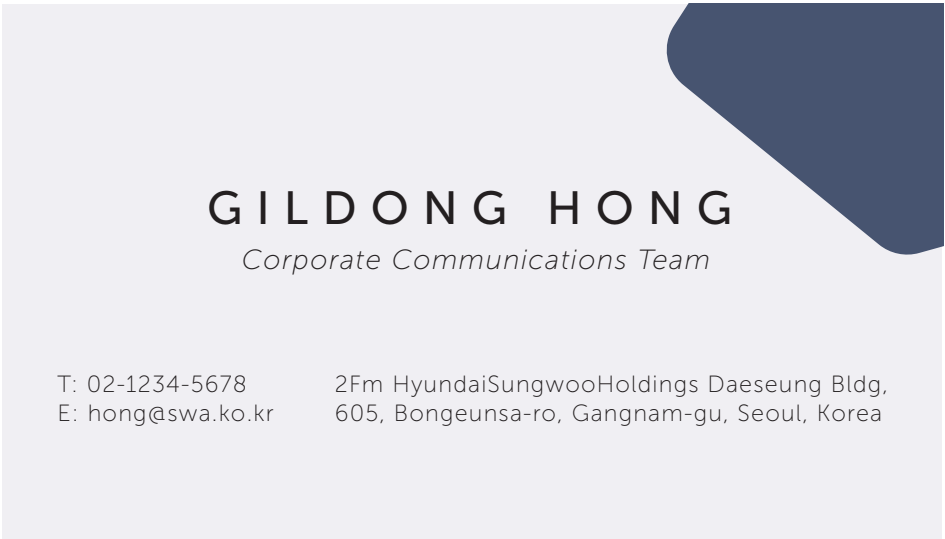 GILDONG HONG
Corporate Communications Team
T: 02-1234-5678
E: hong@swa.ko.kr
2Fm HyundaiSungwooHoldings Daeseung Bldg,
605, Bongeunsa-ro, Gangnam-gu, Seoul, Korea